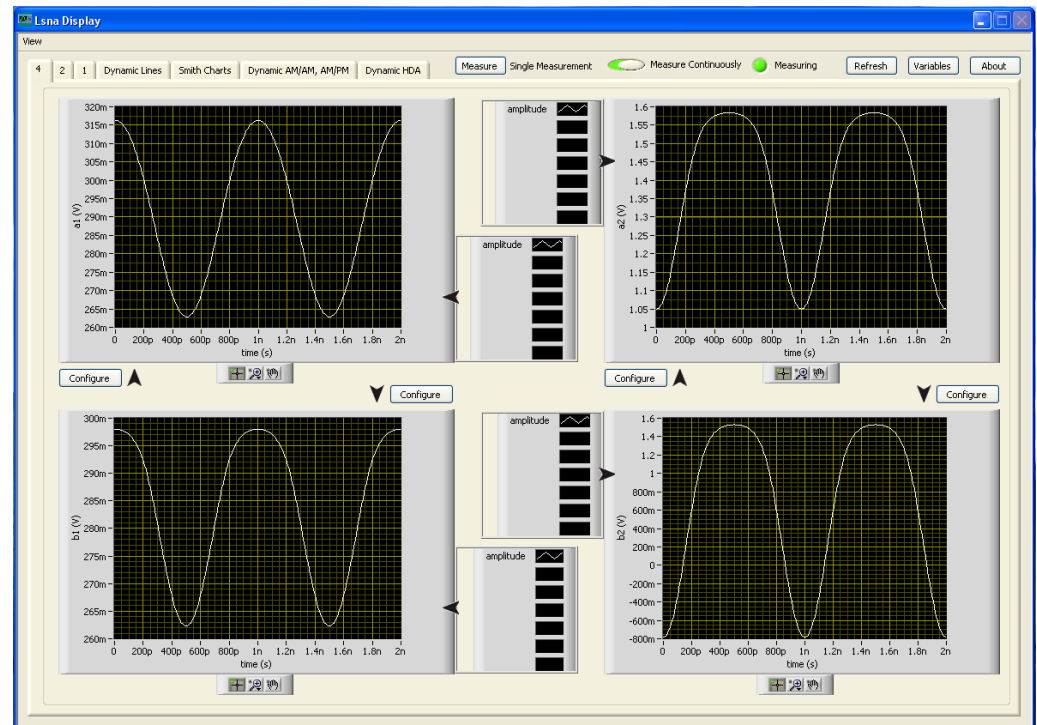 Lsna Display
View
4 2 1 Dynamic Lines Smith Charts Dynamic AM/AM, AM/PM Dynamic HDA Measure Single Measurement Measure Continuously Measuring Refresh Variables About
320m
315m
310m
305m
300m
295m
290m
285m
280m
275m
270m
265m
260m
a1 (V)
0 200p 400p 600p 800p 1n 1.2n 1.4n 1.6n 1.8n 2n
time (s)
amplitude
amplitude
1.6
1.55
1.5
1.45
1.4
1.35
1.3
1.25
1.2
1.15
1.1
1.05
1
a2 (V)
0 200p 400p 600p 800p 1n 1.2n 1.4n 1.6n 1.8n 2n
time (s)
Configure Configure Configure Configure
300m
295m
290m
285m
280m
275m
270m
265m
260m
b1 (V)
0 200p 400p 600p 800p 1n 1.2n 1.4n 1.6n 1.8n 2n
time (s)
amplitude
amplitude
1.6
1.4
1.2
1
800m
600m
400m
200m
0
-200m
-400m
-600m
-800m
b2 (V)
0 200p 400p 600p 800p 1n 1.2n 1.4n 1.6n 1.8n 2n
time (s)